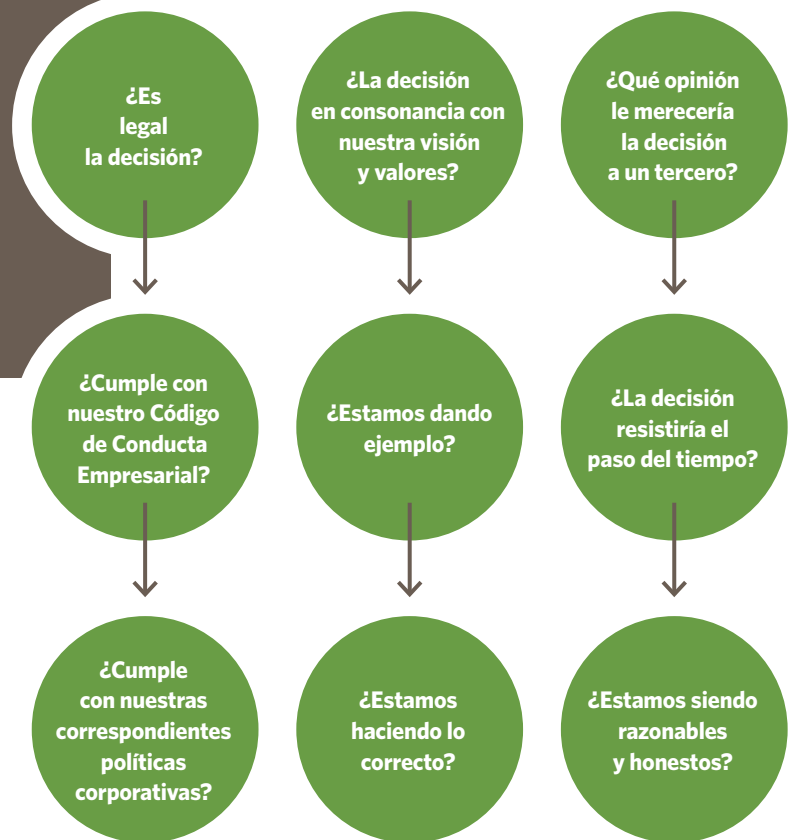 ¿Es
legal
la decisión?
¿Cumple con
nuestro Código
de Conducta
Empresarial?
¿Cumple
con nuestras
correspondientes
políticas
corporativas?
¿La decisión
en consonancia con
nuestra visión
y valores?
¿Estamos dando
ejemplo?
¿Estamos
haciendo lo
correcto?
¿Qué opinión
le merecería
la decisión
a un tercero?
¿La decisión
resistiría el
paso del tiempo?
¿Estamos siendo
razonables
y honestos?